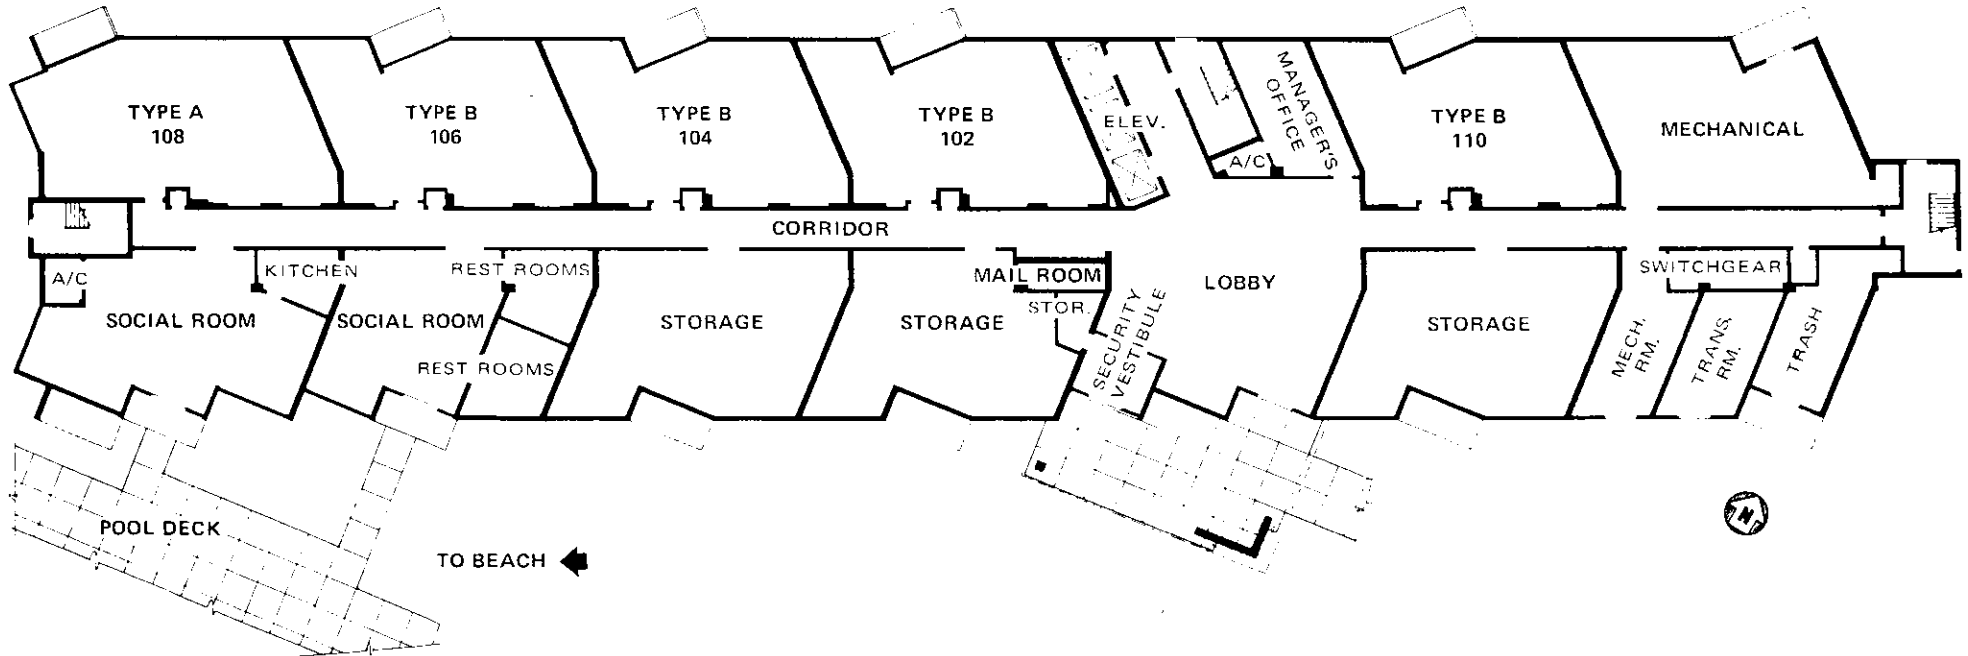 TYPE A
108
TYPE B
106
TYPE B
104
TYPE B
102
ELEV.
A/C
MANAGER'S
OFFICE
TYPE B
110
MECHANICAL
CORRIDOR
A/C
KITCHEN
REST ROOMS
MAIL ROOM
LOBBY
SWITCHGEAR
SOCIAL ROOM
SOCIAL ROOM
STORAGE
STORAGE
STOR.
SECURITY
VESTIBULE
STORAGE
MECH.
RM.
TRANS.
RM.
TRASH
REST ROOMS
POOL DECK
TO BEACH
N